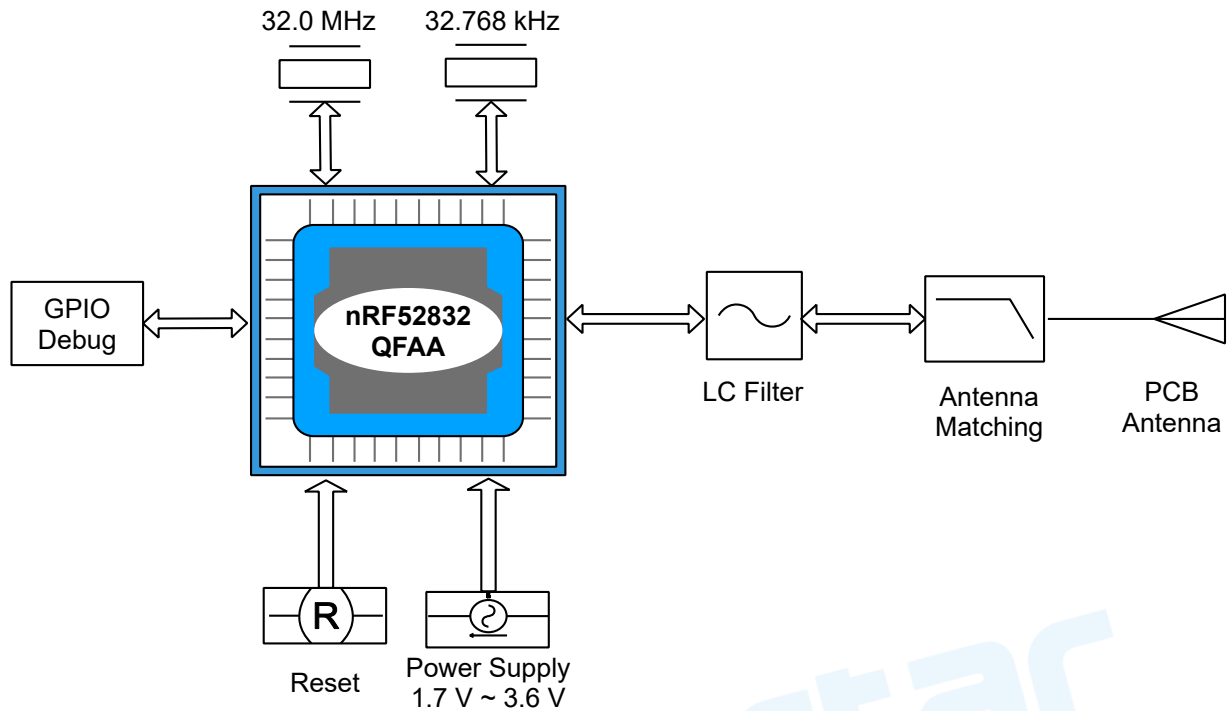 32.0 MHz
32.768 kHz
GPIO
Debug
nRF52832
QFAA
LC Filter
Antenna
Matching
PCB
Antenna
R
Reset
Power Supply
1.7 V ~ 3.6 V